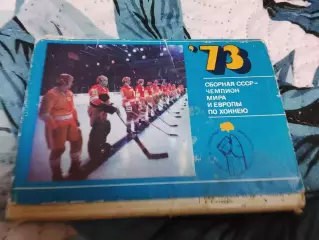 '73
СБОРНАЯ СССР-
ЧЕМПИОН
МИРА
И ЕВРОПЫ
ПО ХОККЕЮ